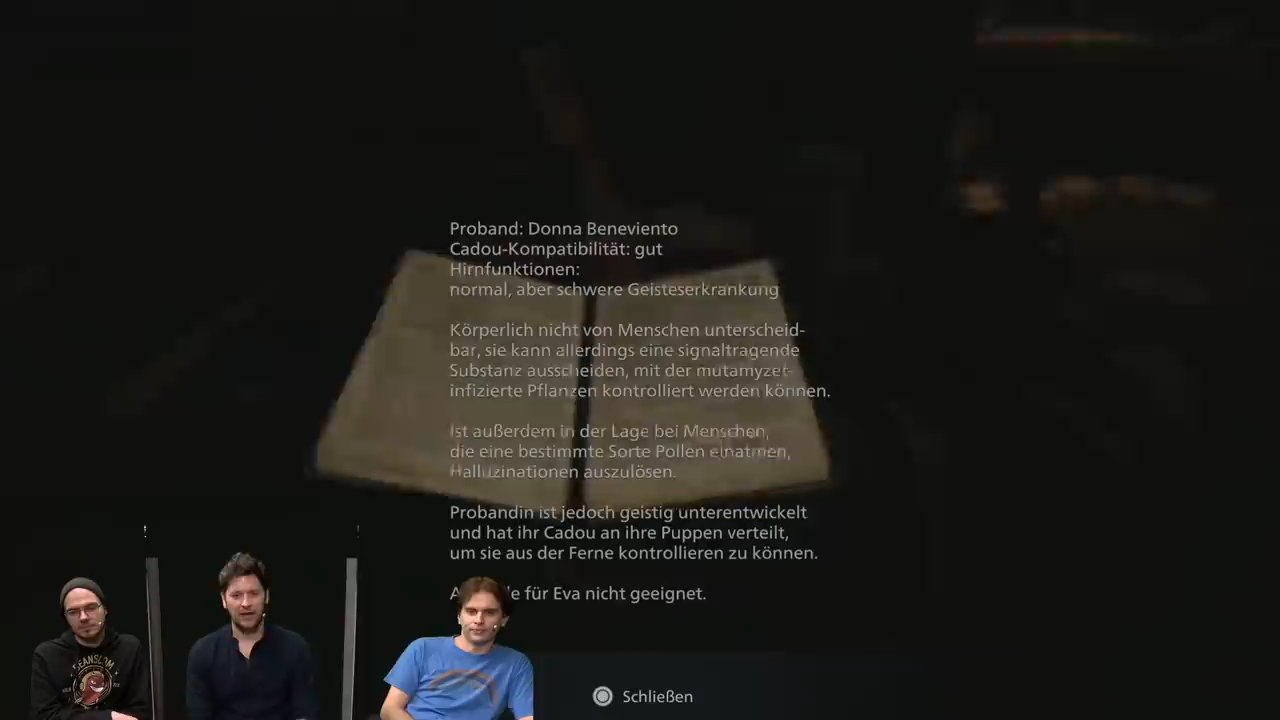 Proband: Donna Beneviento
Cadou-Kompatibilität: gut
Hirnfunktionen:
normal, aber schwere Geisteserkrankung
Körperlich nicht von Menschen unterscheid-
bar, sie kann allerdings eine signaltragende
Substanz ausscheiden, mit der mutamyzet-
infizierte Pflanzen kontrolliert werden können.
Ist außerdem in der Lage bei Menschen,
die eine bestimmte Sorte Pollen einatmen,
Halluzinationen auszulösen.
Probandin ist jedoch geistig unterentwickelt
und hat ihr Cadou an ihre Puppen verteilt,
um sie aus der Ferne kontrollieren zu können.
für Eva nicht geeignet.
Schließen